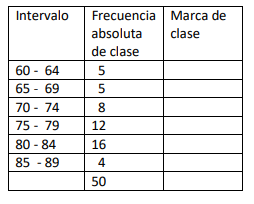 Intervalo Frecuencia absoluta de clase Marca de clase
60 - 64 5
65 - 69 5
70 - 74 8
75 - 79 12
80 - 84 16
85 - 89 4
50